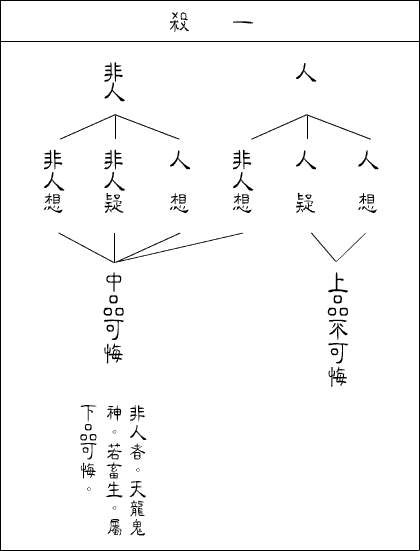 一 殺
人
非人
人想
人疑
非人想
人想
非人疑
非人想
上品不可悔
中品可悔
非人者。天龍鬼
神。若畜生。屬
下品可悔。